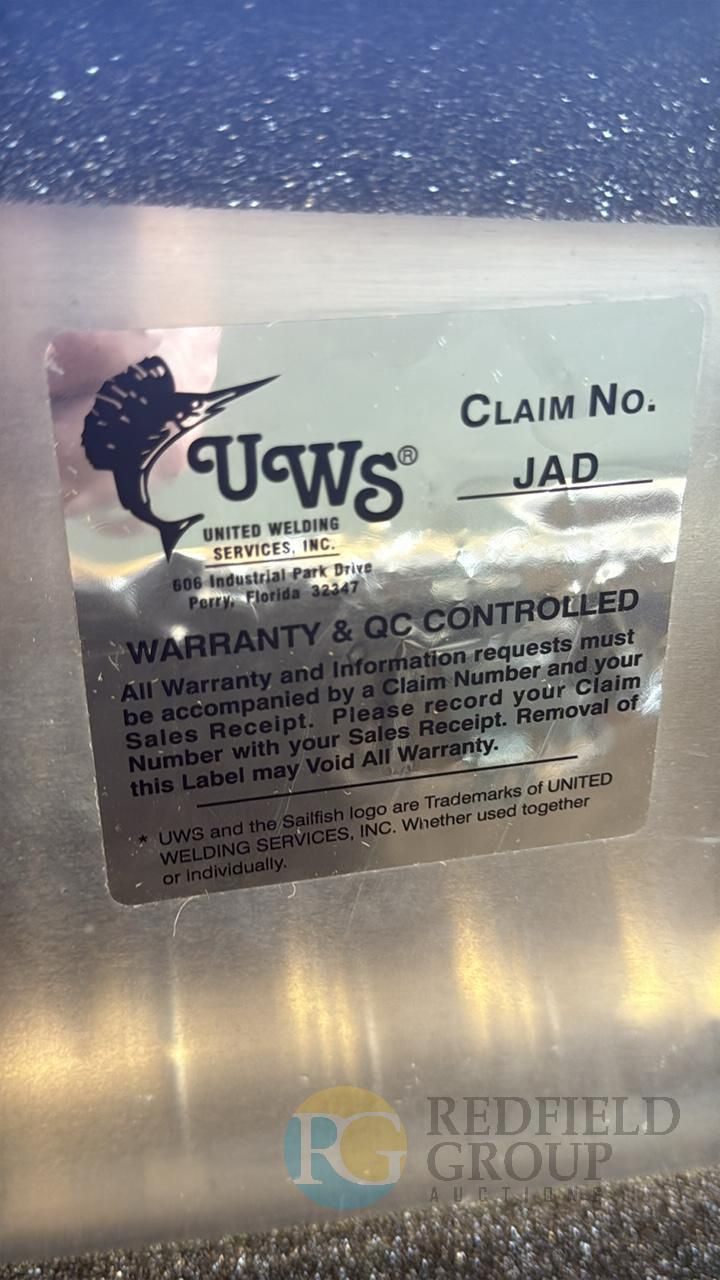 UWS®
UNITED WELDING
SERVICES, INC.
606 Industrial Park Drive
Perry, Florida 32347
CLAIM NO.
JAD
WARRANTY & QC CONTROLLED
All Warranty and Information requests must
be accompanied by a Claim Number and your
Sales Receipt. Please record your Claim
Number with your Sales Receipt. Removal of
this Label may Void All Warranty.
* UWS and the Sailfish logo are Trademarks of UNITED
WELDING SERVICES, INC. Whether used together
or individually.
RG
REDFIELD
GROUP
AUCTIONS